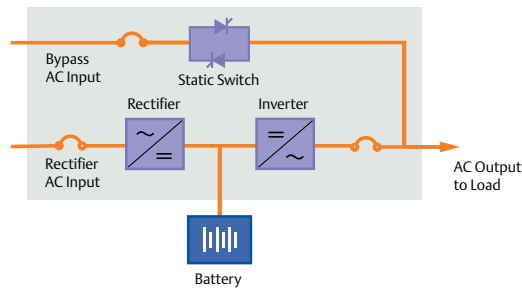 Bypass
AC Input
Static Switch
Rectifier
Inverter
Rectifier
AC Input
AC Output
to Load
Battery